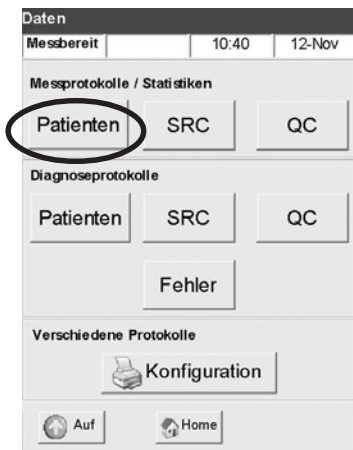 Daten
Messbereit 10:40 12-Nov
Messprotokolle / Statistiken
Patienten SRC QC
Diagnoseprotokolle
Patienten SRC QC
Fehler
Verschiedene Protokolle
Konfiguration
Auf Home